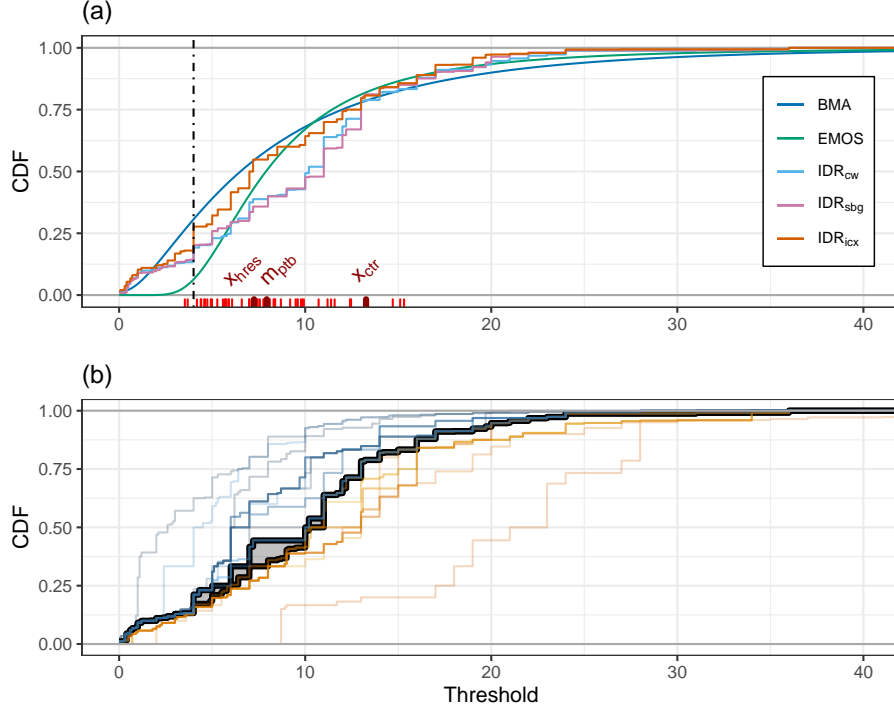 (a)
1.00
0.75
0.50
0.25
0.00
CDF
BMA
EMOS
IDRcw
IDRsbg
IDRicx
xhres
mptb
xctr
0 10 20 30 40
(b)
1.00
0.75
0.50
0.25
0.00
CDF
0 10 20 30 40
Threshold